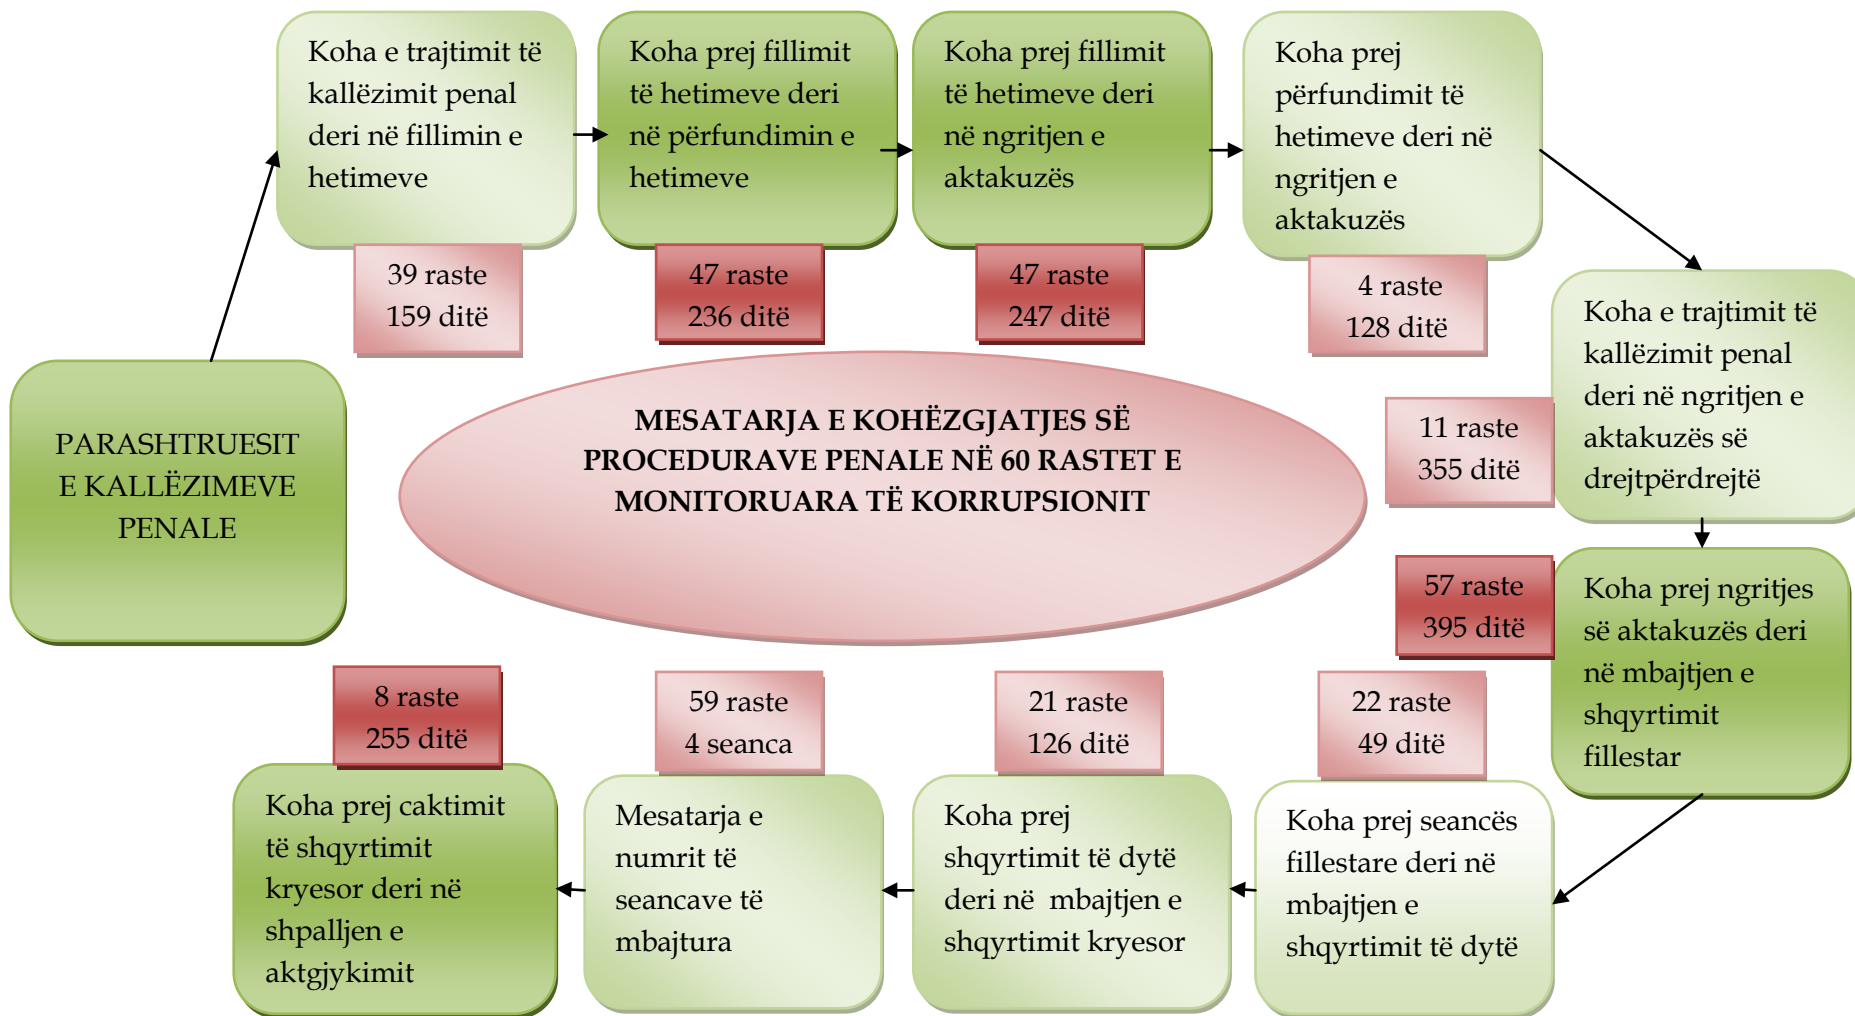 PARASHTRUESIT
E KALLËZIMEVE
PENALE
Koha e trajtimit të
kallëzimit penal
deri në fillimin e
hetimeve
39 raste
159 ditë
Koha prej fillimit
të hetimeve deri
në përfundimin e
hetimeve
47 raste
236 ditë
Koha prej fillimit
të hetimeve deri
në ngritjen e
aktakuzës
47 raste
247 ditë
Koha prej
përfundimit të
hetimeve deri në
ngritjen e
aktakuzës
4 raste
128 ditë
Koha e trajtimit të
kallëzimit penal
deri në ngritjen e
aktakuzës së
drejtpërdrejtë
11 raste
355 ditë
MESATARJA E KOHËZGJATJES SË
PROCEDURAVE PENALE NË 60 RASTET E
MONITORUARA TË KORRUPSIONIT
57 raste
395 ditë
Koha prej ngritjes
së aktakuzës deri
në mbajtjen e
shqyrtimit
fillestar
22 raste
49 ditë
Koha prej seancës
fillestare deri në
mbajtjen e
shqyrtimit të dytë
21 raste
126 ditë
Koha prej
shqyrtimit të dytë
deri në  mbajtjen e
shqyrtimit kryesor
59 raste
4 seanca
Mesatarja e
numrit të
seancave të
mbajtura
8 raste
255 ditë
Koha prej caktimit
të shqyrtimit
kryesor deri në
shpalljen e
aktgjykimit